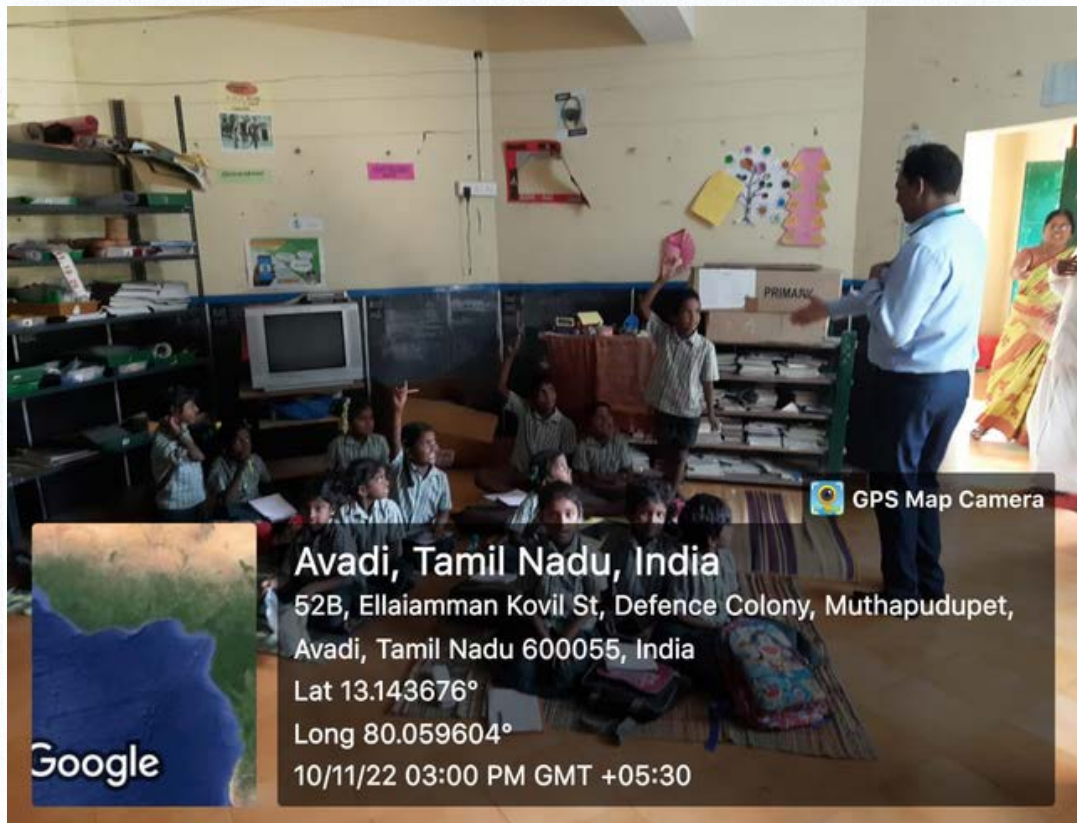 PRIMARY
GPS Map Camera
Avadi, Tamil Nadu, India
52B, Ellaiamman Kovil St, Defence Colony, Muthapudupet,
Avadi, Tamil Nadu 600055, India
Lat 13.143676°
Long 80.059604°
10/11/22 03:00 PM GMT +05:30
Google